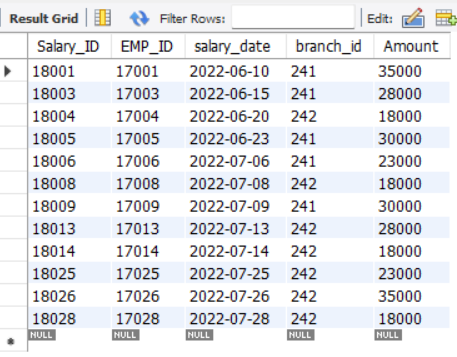 Result Grid Filter Rows: Edit:
Salary_ID EMP_ID salary_date branch_id Amount
18001 17001 2022-06-10 241 35000
18003 17003 2022-06-15 241 28000
18004 17004 2022-06-20 242 18000
18005 17005 2022-06-23 241 30000
18006 17006 2022-07-06 241 23000
18008 17008 2022-07-08 242 18000
18009 17009 2022-07-09 241 30000
18013 17013 2022-07-13 242 28000
18014 17014 2022-07-14 242 18000
18025 17025 2022-07-25 242 23000
18026 17026 2022-07-26 242 35000
18028 17028 2022-07-28 242 18000
NULL NULL NULL NULL NULL